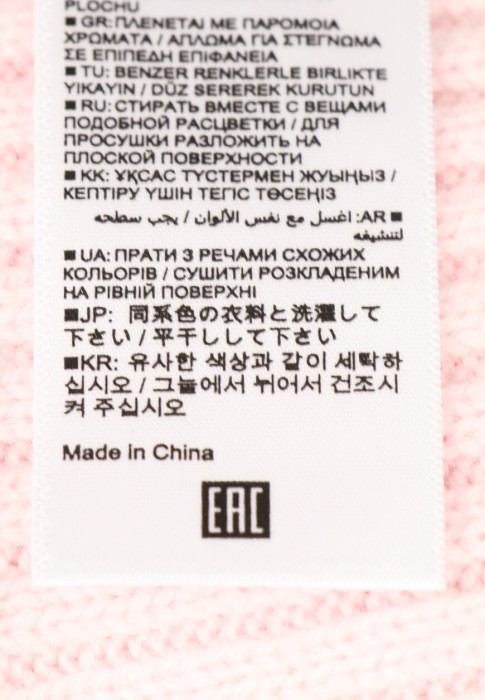 PLOCHU
■ GR: ΠΛΕΝΕΤΑΙ ΜΕ ΠΑΡΟΜΟΙΑ
ΧΡΩΜΑΤΑ / ΑΠΛΩΜΑ ΓΙΑ ΣΤΕΓΝΩΜΑ
ΣΕ ΕΠΙΠΕΔΗ ΕΠΙΦΑΝΕΙΑ
■ TU: BENZER RENKLERLE BIRLIKTE
YIKAYIN / DÜZ SEREREK KURUTUN
■ RU: СТИРАТЬ ВМЕСТЕ С ВЕЩАМИ
ПОДОБНОЙ РАСЦВЕТКИ / ДЛЯ
ПРОСУШКИ РАЗЛОЖИТЬ НА
ПЛОСКОЙ ПОВЕРХНОСТИ
■ KK: ҰҚСАС ТҮСТЕРМЕН ЖУЫҢЫЗ /
КЕПТІРУ ҮШІН ТЕГІС ТӨСЕҢІЗ
■ AR: اغسل مع نفس الألوان / يجب سطحه
لتنشيفه
■ UA: ПРАТИ З РЕЧАМИ СХОЖИХ
КОЛЬОРІВ / СУШИТИ РОЗКЛАДЕНИМ
НА РІВНІЙ ПОВЕРХНІ
■JP: 同系色の衣料と洗濯して
下さい / 平干しして下さい
■KR: 유사한 색상과 같이 세탁하
십시오 / 그늘에서 뉘어서 건조시
켜 주십시오
Made in China
EAC